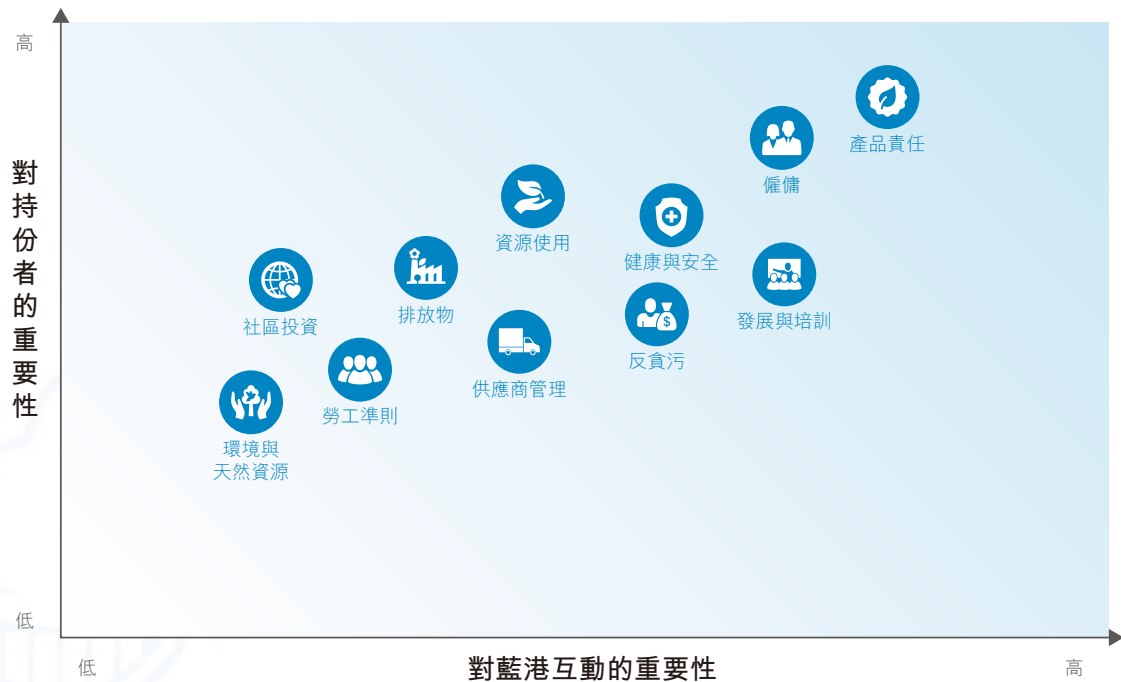 高
對持份者的重要性
產品責任
僱傭
資源使用
健康與安全
社區投資
排放物
發展與培訓
$
反貪污
供應商管理
勞工準則
環境與
天然資源
低
低
對藍港互動的重要性
高